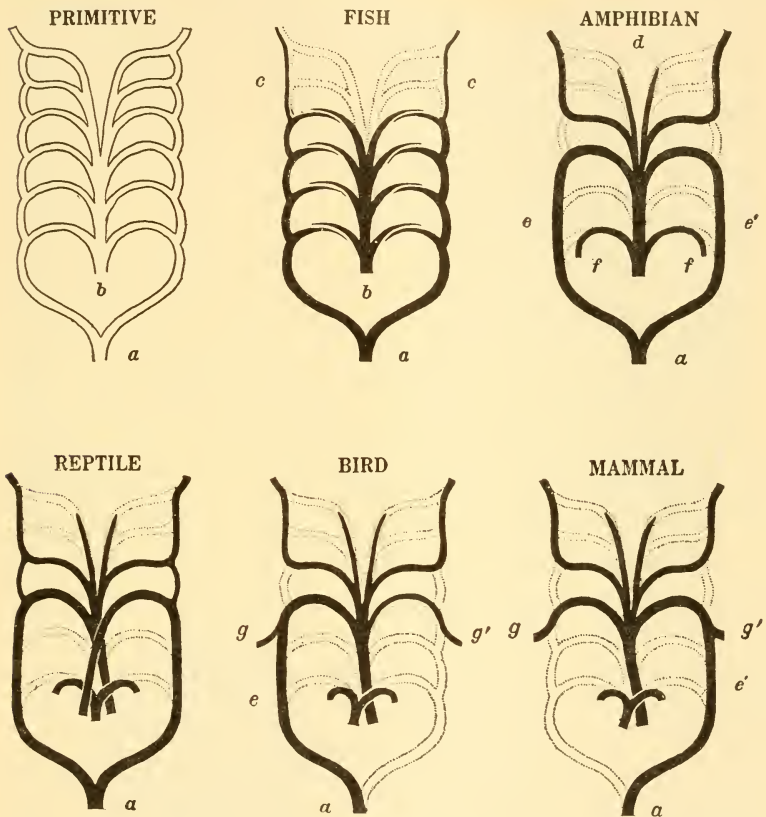 PRIMITIVE
b
a
FISH
c c
b
a
AMPHIBIAN
d
e e'
f f
a
REPTILE
a
BIRD
g g'
e
a
MAMMAL
g g'
e'
a